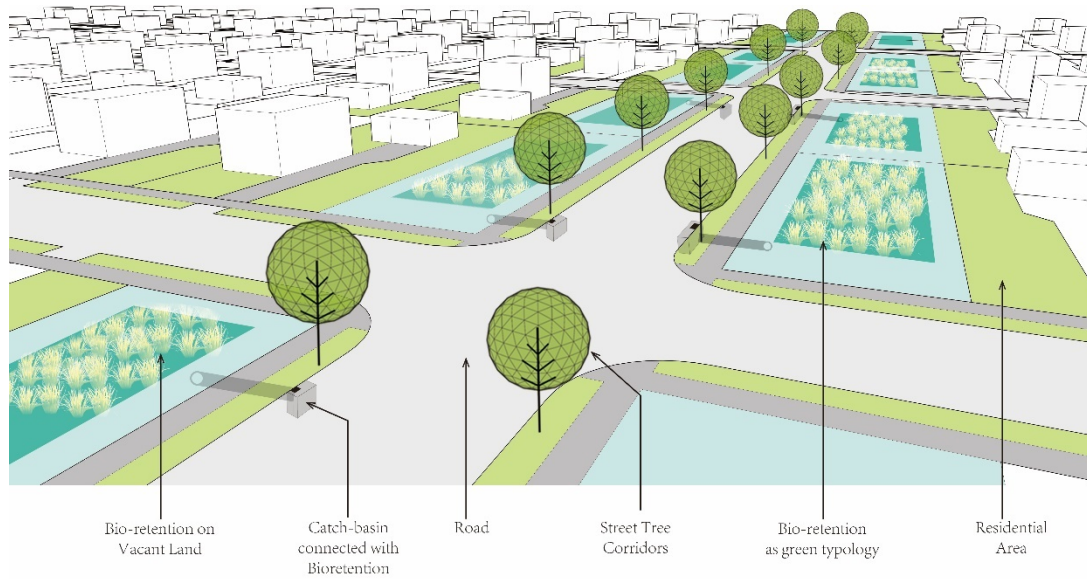 Bio-retention on
Vacant Land
Catch-basin
connected with
Bioretention
Road
Street Tree
Corridors
Bio-retention
as green typology
Residential
Area